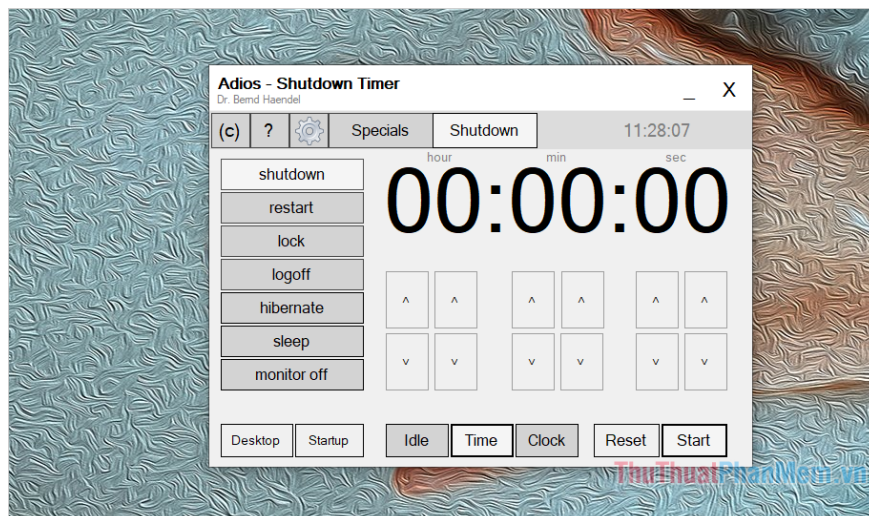 Adios - Shutdown Timer
Dr. Bernd Haendel
_ X
(c) ? Specials Shutdown 11:28:07
hour min sec
00:00:00
shutdown
restart
lock
logoff
hibernate
sleep
monitor off
^ ^ ^ ^ ^ ^
v v v v v v
Desktop Startup Idle Time Clock Reset Start
ThuThuatPhanMem.vn